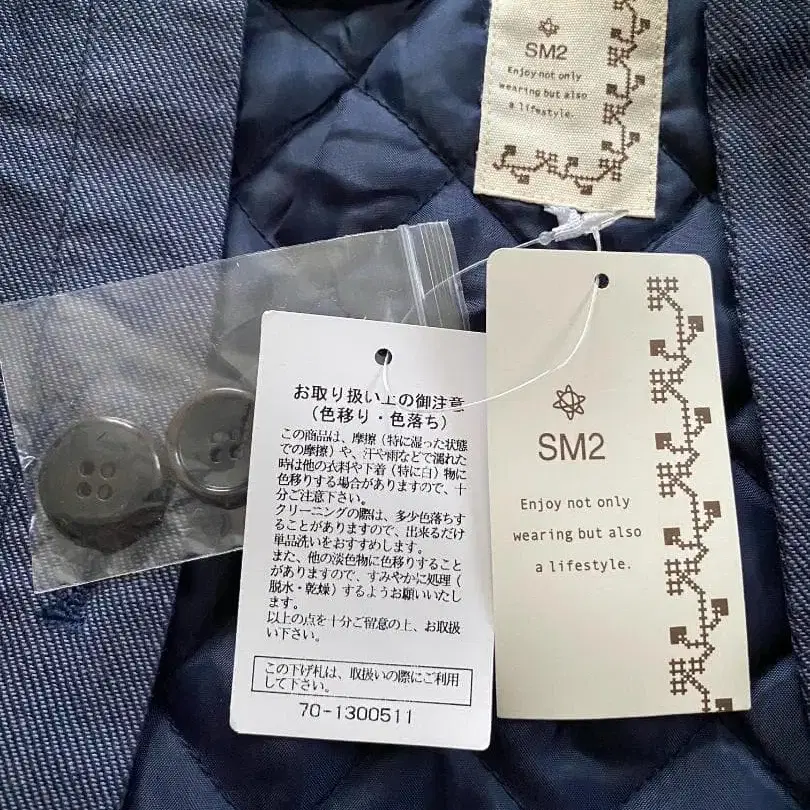 SM2
Enjoy not only
wearing but also
a lifestyle.
お取り扱い上の御注意
（色移り・色落ち）
この商品は、摩擦（特に湿った状態
での摩擦）や、汗や雨などで濡れた
時は他の衣料や下着（特に白）物に
色移りする場合がありますので、十
分ご注意下さい。
クリーニングの際は、多少色落ちす
ることがありますので、出来るだけ
単品洗いをおすすめします。
また、他の淡色物に色移りすること
がありますので、すみやかに処理（
脱水・乾燥）するようお願いいたし
ます。
以上の点を十分ご留意の上、お取扱
い下さい。
この下げ札は、取扱いの際にご利用
して下さい。
70-1300511
SM2
Enjoy not only
wearing but also
a lifestyle.